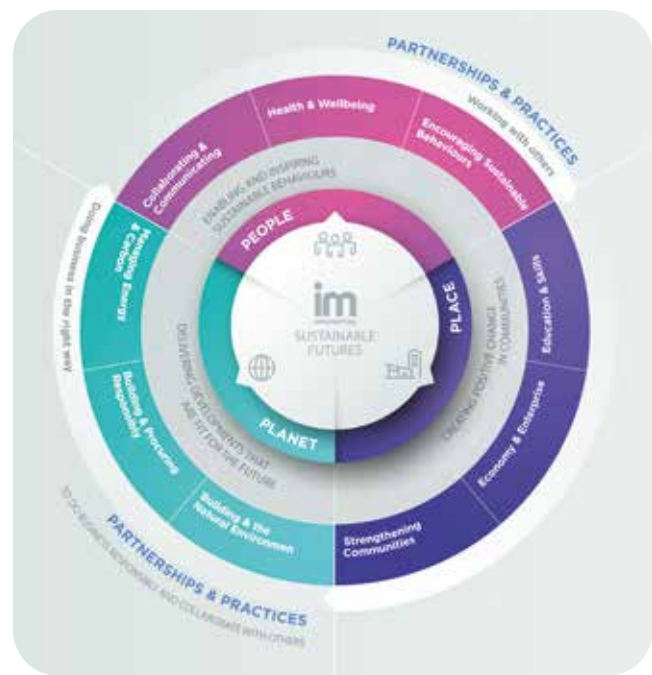 PARTNERSHIPS & PRACTICES
Working with others
Collaborating &
Communicating
Health & Wellbeing
Encouraging Sustainable
Behaviours
ENABLING AND INSPIRING
SUSTAINABLE BEHAVIOURS
PEOPLE
Doing business in the right way
Managing Energy
& Carbon
Building & Procuring
Responsibly
Building & the
Natural Environmen
DELIVERING DEVELOPMENTS THAT
ARE FIT FOR THE FUTURE
PLANET
im
SUSTAINABLE
FUTURES
PLACE
CREATING POSITIVE CHANGE
IN COMMUNITIES
Education & Skills
Economy & Enterprise
Strengthening
Communities
PARTNERSHIPS & PRACTICES
TO DO BUSINESS RESPONSIBLY AND COLLABORATE WITH OTHERS